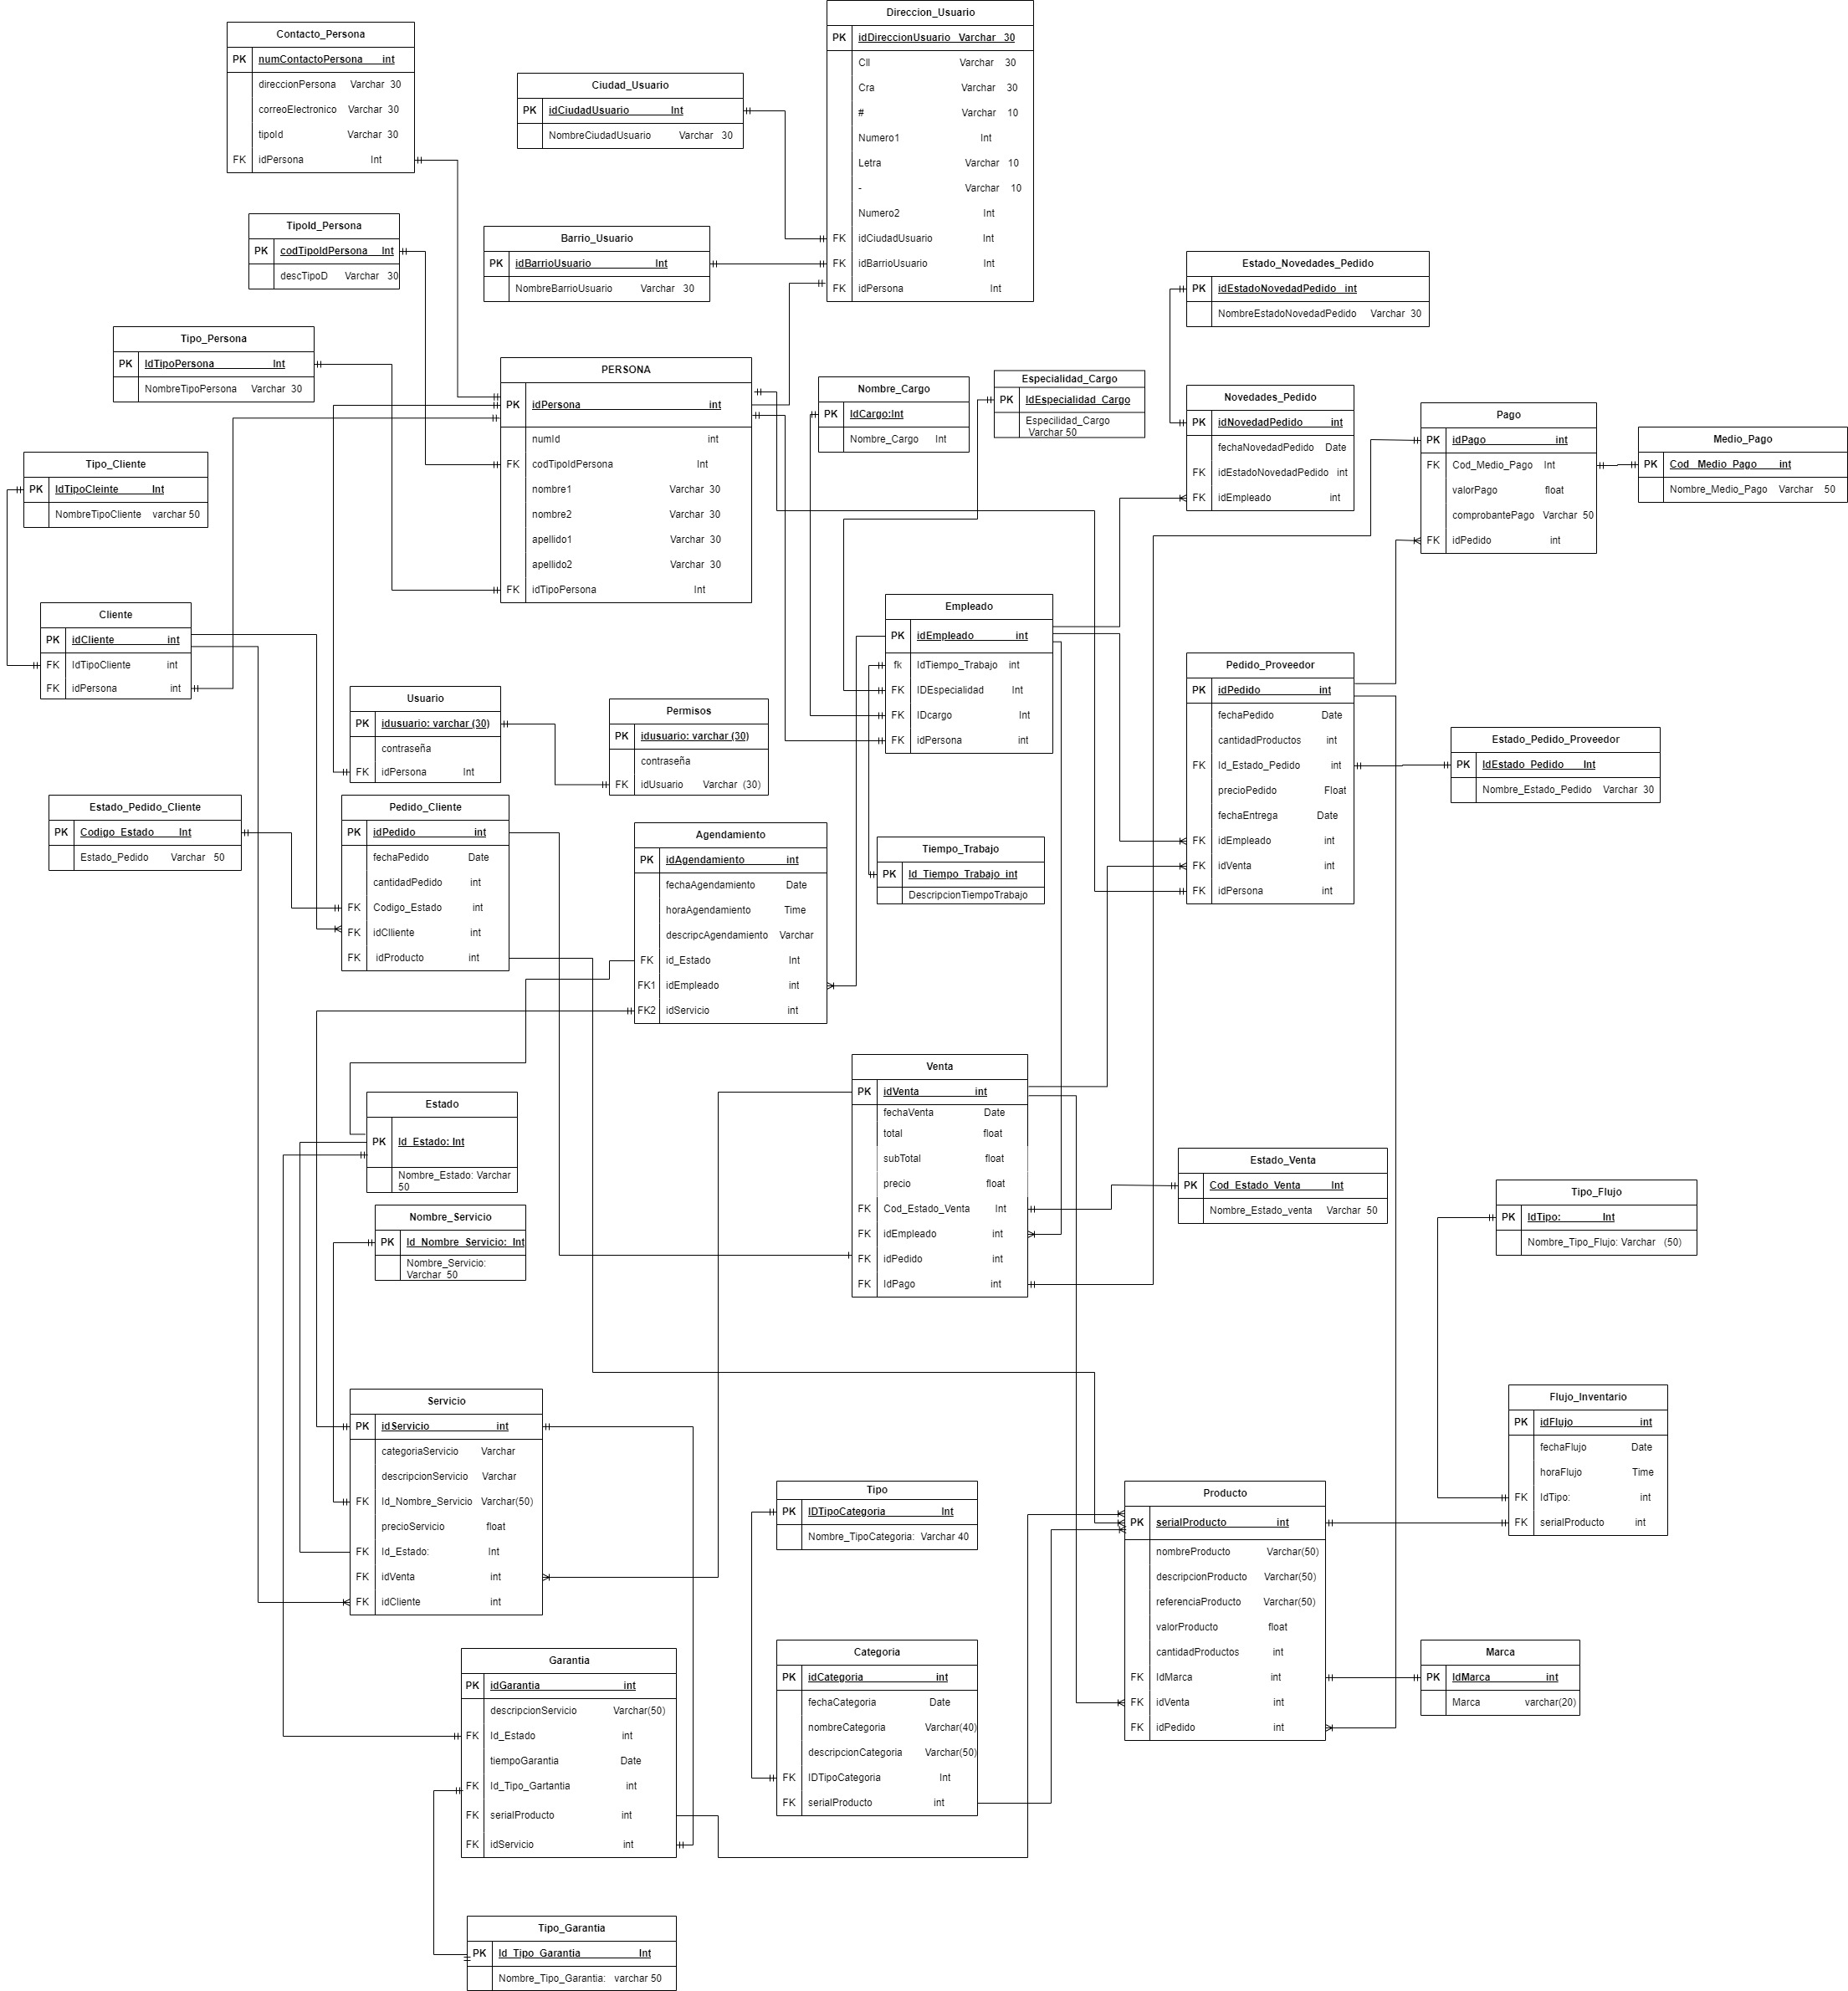 Direccion_Usuario
PK idDireccionUsuario Varchar 30
Cll Varchar 30
Cra Varchar 30
# Varchar 10
Numero1 Int
Letra Varchar 10
- Varchar 10
Numero2 Int
FK idCiudadUsuario Int
FK idBarrioUsuario Int
FK idPersona Int
Contacto_Persona
PK numContactoPersona int
direccionPersona Varchar 30
correoElectronico Varchar 30
tipoId Varchar 30
FK idPersona Int
Ciudad_Usuario
PK idCiudadUsuario Int
NombreCiudadUsuario Varchar 30
TipoId_Persona
PK codTipoIdPersona Int
descTipoD Varchar 30
Barrio_Usuario
PK idBarrioUsuario Int
NombreBarrioUsuario Varchar 30
Estado_Novedades_Pedido
PK idEstadoNovedadPedido int
NombreEstadoNovedadPedido Varchar 30
Tipo_Persona
PK IdTipoPersona Int
NombreTipoPersona Varchar 30
PERSONA
PK idPersona int
numId int
FK codTipoIdPersona Int
nombre1 Varchar 30
nombre2 Varchar 30
apellido1 Varchar 30
apellido2 Varchar 30
FK idTipoPersona Int
Nombre_Cargo
PK IdCargo:Int
Nombre_Cargo Int
Especialidad_Cargo
PK IdEspecialidad_Cargo
Especilidad_Cargo
Varchar 50
Novedades_Pedido
PK idNovedadPedido int
fechaNovedadPedido Date
FK idEstadoNovedadPedido int
FK idEmpleado int
Pago
PK idPago int
FK Cod_Medio_Pago Int
valorPago float
comprobantePago Varchar 50
FK idPedido int
Medio_Pago
PK Cod_ Medio_Pago int
Nombre_Medio_Pago Varchar 50
Tipo_Cliente
PK IdTipoCleinte Int
NombreTipoCliente varchar 50
Cliente
PK idCliente int
FK IdTipoCliente int
FK idPersona int
Empleado
PK idEmpleado int
fk IdTiempo_Trabajo int
FK IDEspecialidad Int
FK IDcargo Int
FK idPersona int
Pedido_Proveedor
PK idPedido int
fechaPedido Date
cantidadProductos int
FK Id_Estado_Pedido int
precioPedido Float
fechaEntrega Date
FK idEmpleado int
FK idVenta int
FK idPersona int
Usuario
PK idusuario: varchar (30)
contraseña
FK idPersona Int
Permisos
PK idusuario: varchar (30)
contraseña
FK idUsuario Varchar (30)
Estado_Pedido_Proveedor
PK IdEstado_Pedido Int
Nombre_Estado_Pedido Varchar 30
Estado_Pedido_Cliente
PK Codigo_Estado Int
Estado_Pedido Varchar 50
Pedido_Cliente
PK idPedido int
fechaPedido Date
cantidadPedido int
FK Codigo_Estado int
FK idClliente int
FK idProducto int
Agendamiento
PK idAgendamiento int
fechaAgendamiento Date
horaAgendamiento Time
descripcAgendamiento Varchar
FK id_Estado Int
FK1 idEmpleado int
FK2 idServicio int
Tiempo_Trabajo
PK Id_Tiempo_Trabajo int
DescripcionTiempoTrabajo
Venta
PK idVenta int
fechaVenta Date
total float
subTotal float
precio float
FK Cod_Estado_Venta Int
FK idEmpleado int
FK idPedido int
FK IdPago int
Estado
PK Id_Estado: Int
Nombre_Estado: Varchar
50
Estado_Venta
PK Cod_Estado_Venta Int
Nombre_Estado_venta Varchar 50
Tipo_Flujo
PK IdTipo: Int
Nombre_Tipo_Flujo: Varchar (50)
Nombre_Servicio
PK Id_Nombre_Servicio: Int
Nombre_Servicio:
Varchar 50
Servicio
PK idServicio int
categoriaServicio Varchar
descripcionServicio Varchar
FK Id_Nombre_Servicio Varchar(50)
precioServicio float
FK Id_Estado: Int
FK idVenta int
FK idCliente int
Flujo_Inventario
PK idFlujo int
fechaFlujo Date
horaFlujo Time
FK IdTipo: int
FK serialProducto int
Tipo
PK IDTipoCategoria Int
Nombre_TipoCategoria: Varchar 40
Producto
PK serialProducto int
nombreProducto Varchar(50)
descripcionProducto Varchar(50)
referenciaProducto Varchar(50)
valorProducto float
cantidadProductos int
FK IdMarca int
FK idVenta int
FK idPedido int
Garantia
PK idGarantia int
descripcionServicio Varchar(50)
FK Id_Estado int
tiempoGarantia Date
FK Id_Tipo_Gartantia int
FK serialProducto int
FK idServicio int
Categoria
PK idCategoria int
fechaCategoria Date
nombreCategoria Varchar(40)
descripcionCategoria Varchar(50)
FK IDTipoCategoria Int
FK serialProducto int
Marca
PK IdMarca int
Marca varchar(20)
Tipo_Garantia
PK Id_Tipo_Garantia Int
Nombre_Tipo_Garantia: varchar 50